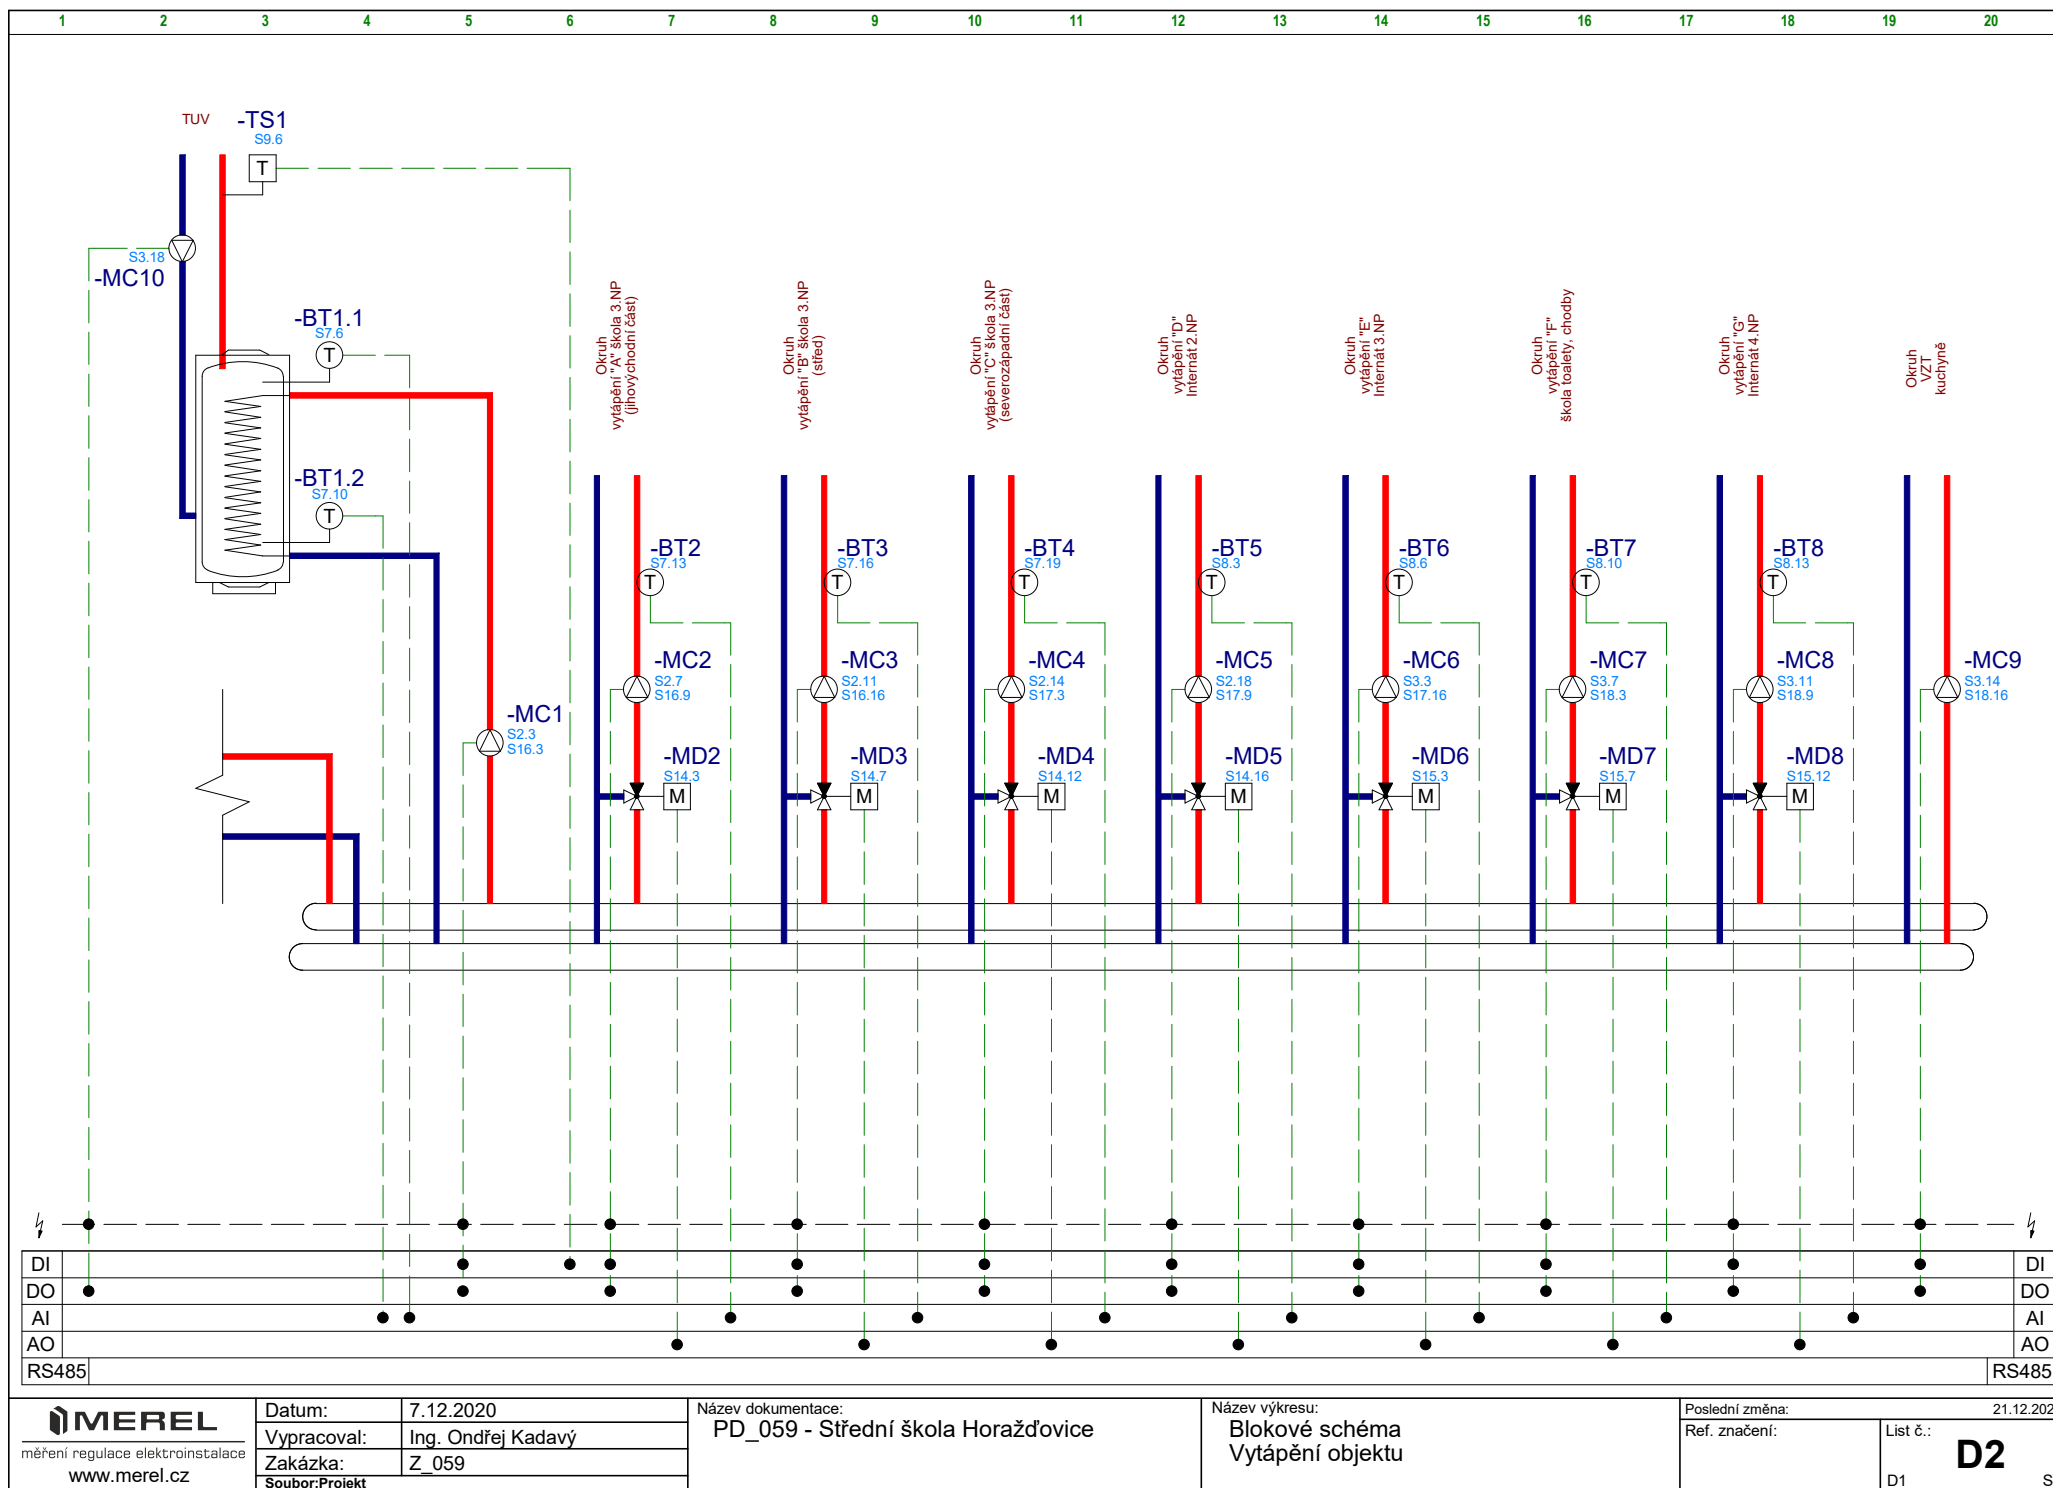 1 2 3 4 5 6 7 8 9 10 11 12 13 14 15 16 17 18 19 20
TUV
-TS1
S9.6
T
S3.18
-MC10
-BT1.1
S7.6
T
-BT1.2
S7.10
T
-MC1
S2.3
S16.3
Okruh
vytápění "A" škola 3.NP
(jihovýchodní část)
Okruh
vytápění "B" škola 3.NP
(střed)
Okruh
vytápění "C" škola 3.NP
(severozápadní část)
Okruh
vytápění "D"
Internát 2.NP
Okruh
vytápění "E"
Internát 3.NP
Okruh
vytápění "F"
škola toalety, chodby
Okruh
vytápění "G"
Internát 4.NP
Okruh
VZT
kuchyně
-BT2
S7.13
T
-MC2
S2.7
S16.9
-MD2
S14.3
M
-BT3
S7.16
T
-MC3
S2.11
S16.16
-MD3
S14.7
M
-BT4
S7.19
T
-MC4
S2.14
S17.3
-MD4
S14.12
M
-BT5
S8.3
T
-MC5
S2.18
S17.9
-MD5
S14.16
M
-BT6
S8.6
T
-MC6
S3.3
S17.16
-MD6
S15.3
M
-BT7
S8.10
T
-MC7
S3.7
S18.3
-MD7
S15.7
M
-BT8
S8.13
T
-MC8
S3.11
S18.9
-MD8
S15.12
M
-MC9
S3.14
S18.16
DI DI
DO DO
AI AI
AO AO
RS485 RS485
MEREL
měření regulace elektroinstalace
www.merel.cz
Datum: 7.12.2020
Vypracoval: Ing. Ondřej Kadavý
Zakázka: Z_059
Soubor:Projekt
Název dokumentace:
PD_059 - Střední škola Horažďovice
Název výkresu:
Blokové schéma
Vytápění objektu
Poslední změna: 21.12.202
Ref. značení:
List č.:
D2
D1 S